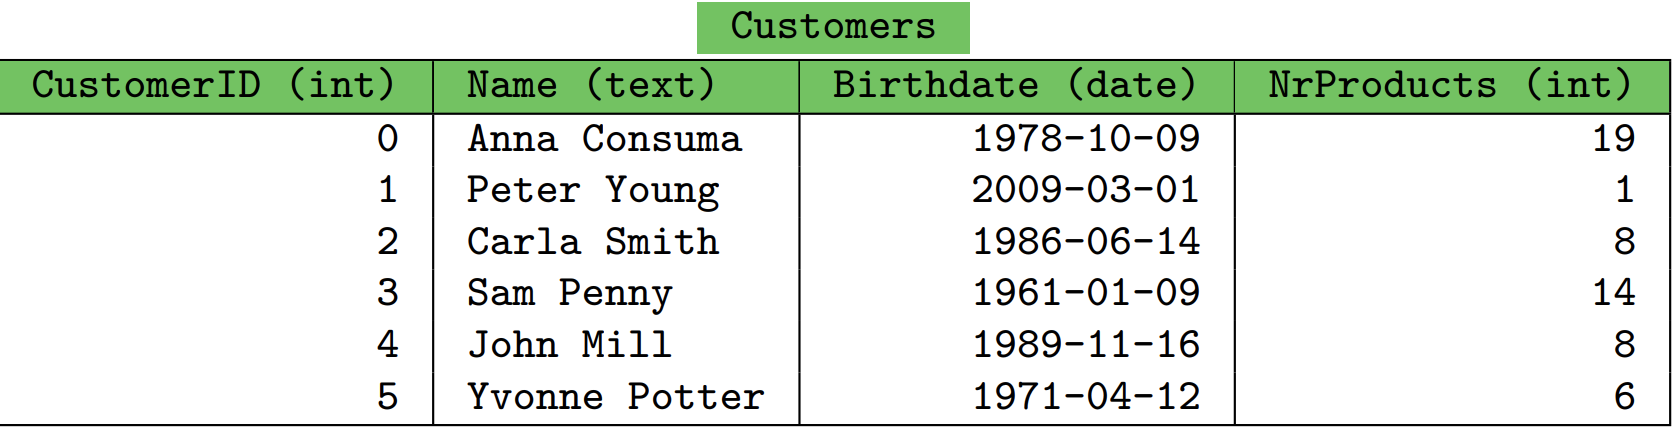 Customers
CustomerID (int) Name (text) Birthdate (date) NrProducts (int)
0 Anna Consuma 1978-10-09 19
1 Peter Young 2009-03-01 1
2 Carla Smith 1986-06-14 8
3 Sam Penny 1961-01-09 14
4 John Mill 1989-11-16 8
5 Yvonne Potter 1971-04-12 6